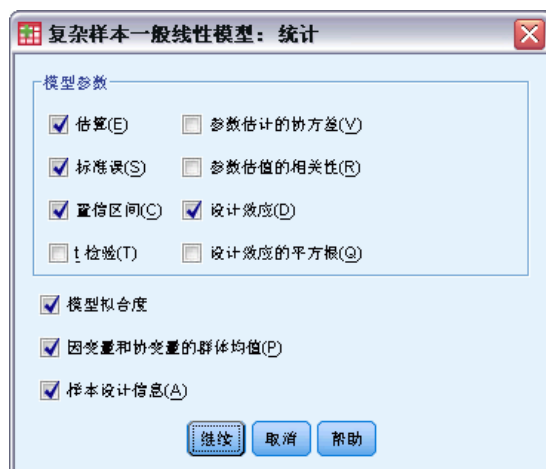 复杂样本一般线性模型：统计
模型参数
估算(E) 参数估计的协方差(V)
标准误(S) 参数估值的相关性(R)
置信区间(C) 设计效应(D)
t 检验(T) 设计效应的平方根(Q)
模型拟合度
因变量和协变量的群体均值(P)
样本设计信息(A)
继续 取消 帮助